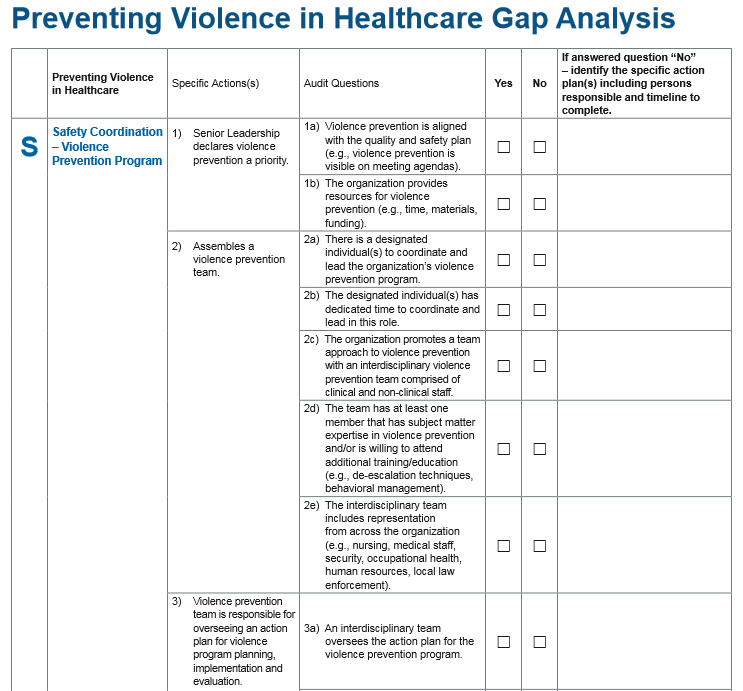 Preventing Violence in Healthcare Gap Analysis
Preventing Violence
in Healthcare
Specific Actions(s)
Audit Questions
Yes
No
If answered question “No”
– identify the specific action
plan(s) including persons
responsible and timeline to
complete.
S
Safety Coordination
– Violence
Prevention Program
1) Senior Leadership
declares violence
prevention a priority.
1a) Violence prevention is aligned
with the quality and safety plan
(e.g., violence prevention is
visible on meeting agendas).
1b) The organization provides
resources for violence
prevention (e.g., time, materials,
funding).
2) Assembles a
violence prevention
team.
2a) There is a designated
individual(s) to coordinate and
lead the organization’s violence
prevention program.
2b) The designated individual(s) has
dedicated time to coordinate and
lead in this role.
2c) The organization promotes a team
approach to violence prevention
with an interdisciplinary violence
prevention team comprised of
clinical and non-clinical staff.
2d) The team has at least one
member that has subject matter
expertise in violence prevention
and/or is willing to attend
additional training/education
(e.g., de-escalation techniques,
behavioral management).
2e) The interdisciplinary team
includes representation
from across the organization
(e.g., nursing, medical staff,
security, occupational health,
human resources, local law
enforcement).
3) Violence prevention
team is responsible for
overseeing an action
plan for violence
program planning,
implementation and
evaluation.
3a) An interdisciplinary team
oversees the action plan for the
violence prevention program.